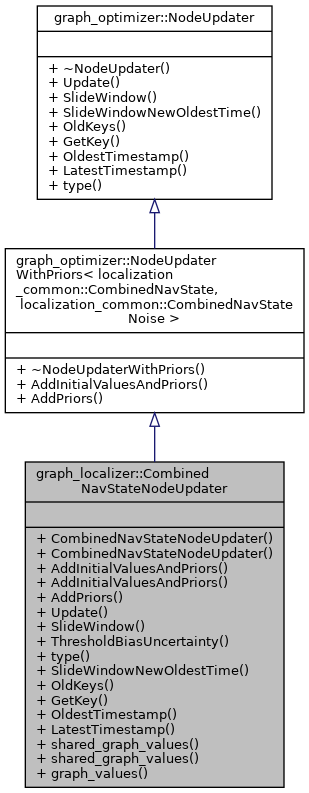 graph_optimizer::NodeUpdater
+ ~NodeUpdater()
+ Update()
+ SlideWindow()
+ SlideWindowNewOldestTime()
+ OldKeys()
+ GetKey()
+ OldestTimestamp()
+ LatestTimestamp()
+ type()
graph_optimizer::NodeUpdater
WithPriors< localization
_common::CombinedNavState,
localization_common::CombinedNavState
Noise >
+ ~NodeUpdaterWithPriors()
+ AddInitialValuesAndPriors()
+ AddPriors()
graph_localizer::Combined
NavStateNodeUpdater
+ CombinedNavStateNodeUpdater()
+ CombinedNavStateNodeUpdater()
+ AddInitialValuesAndPriors()
+ AddInitialValuesAndPriors()
+ AddPriors()
+ Update()
+ SlideWindow()
+ ThresholdBiasUncertainty()
+ type()
+ SlideWindowNewOldestTime()
+ OldKeys()
+ GetKey()
+ OldestTimestamp()
+ LatestTimestamp()
+ shared_graph_values()
+ shared_graph_values()
+ graph_values()